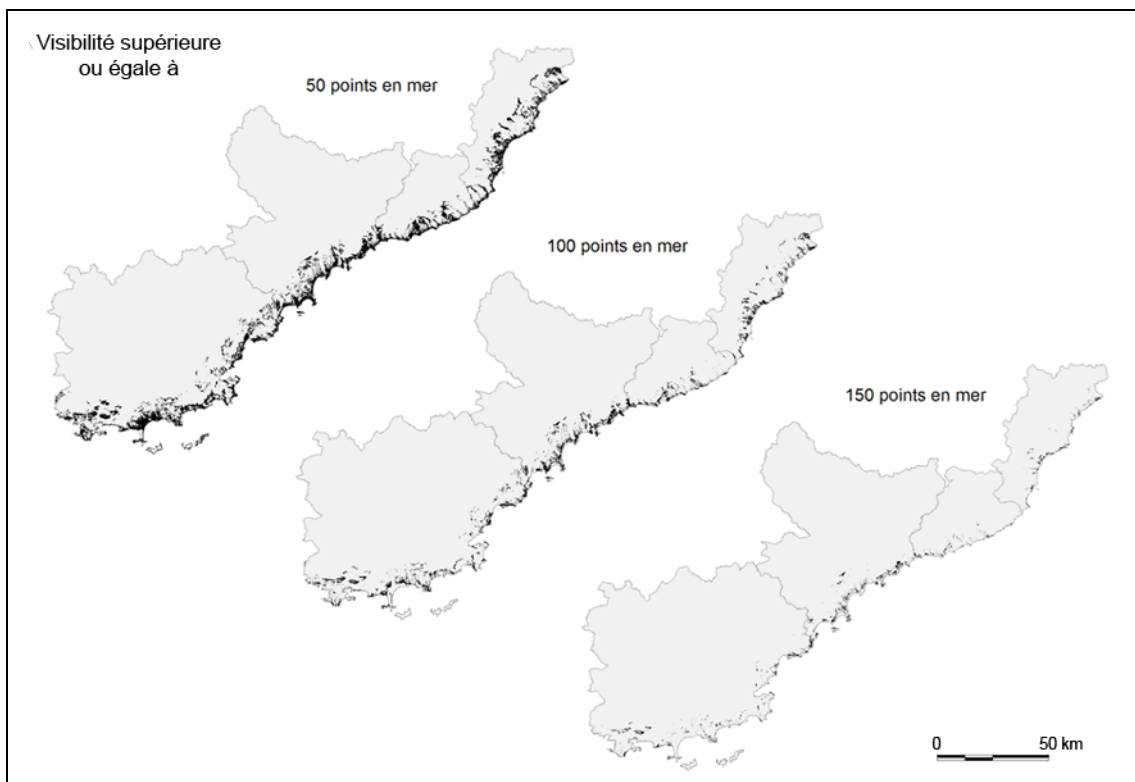 Visibilité supérieure
ou égale à
50 points en mer
100 points en mer
150 points en mer
0 50 km